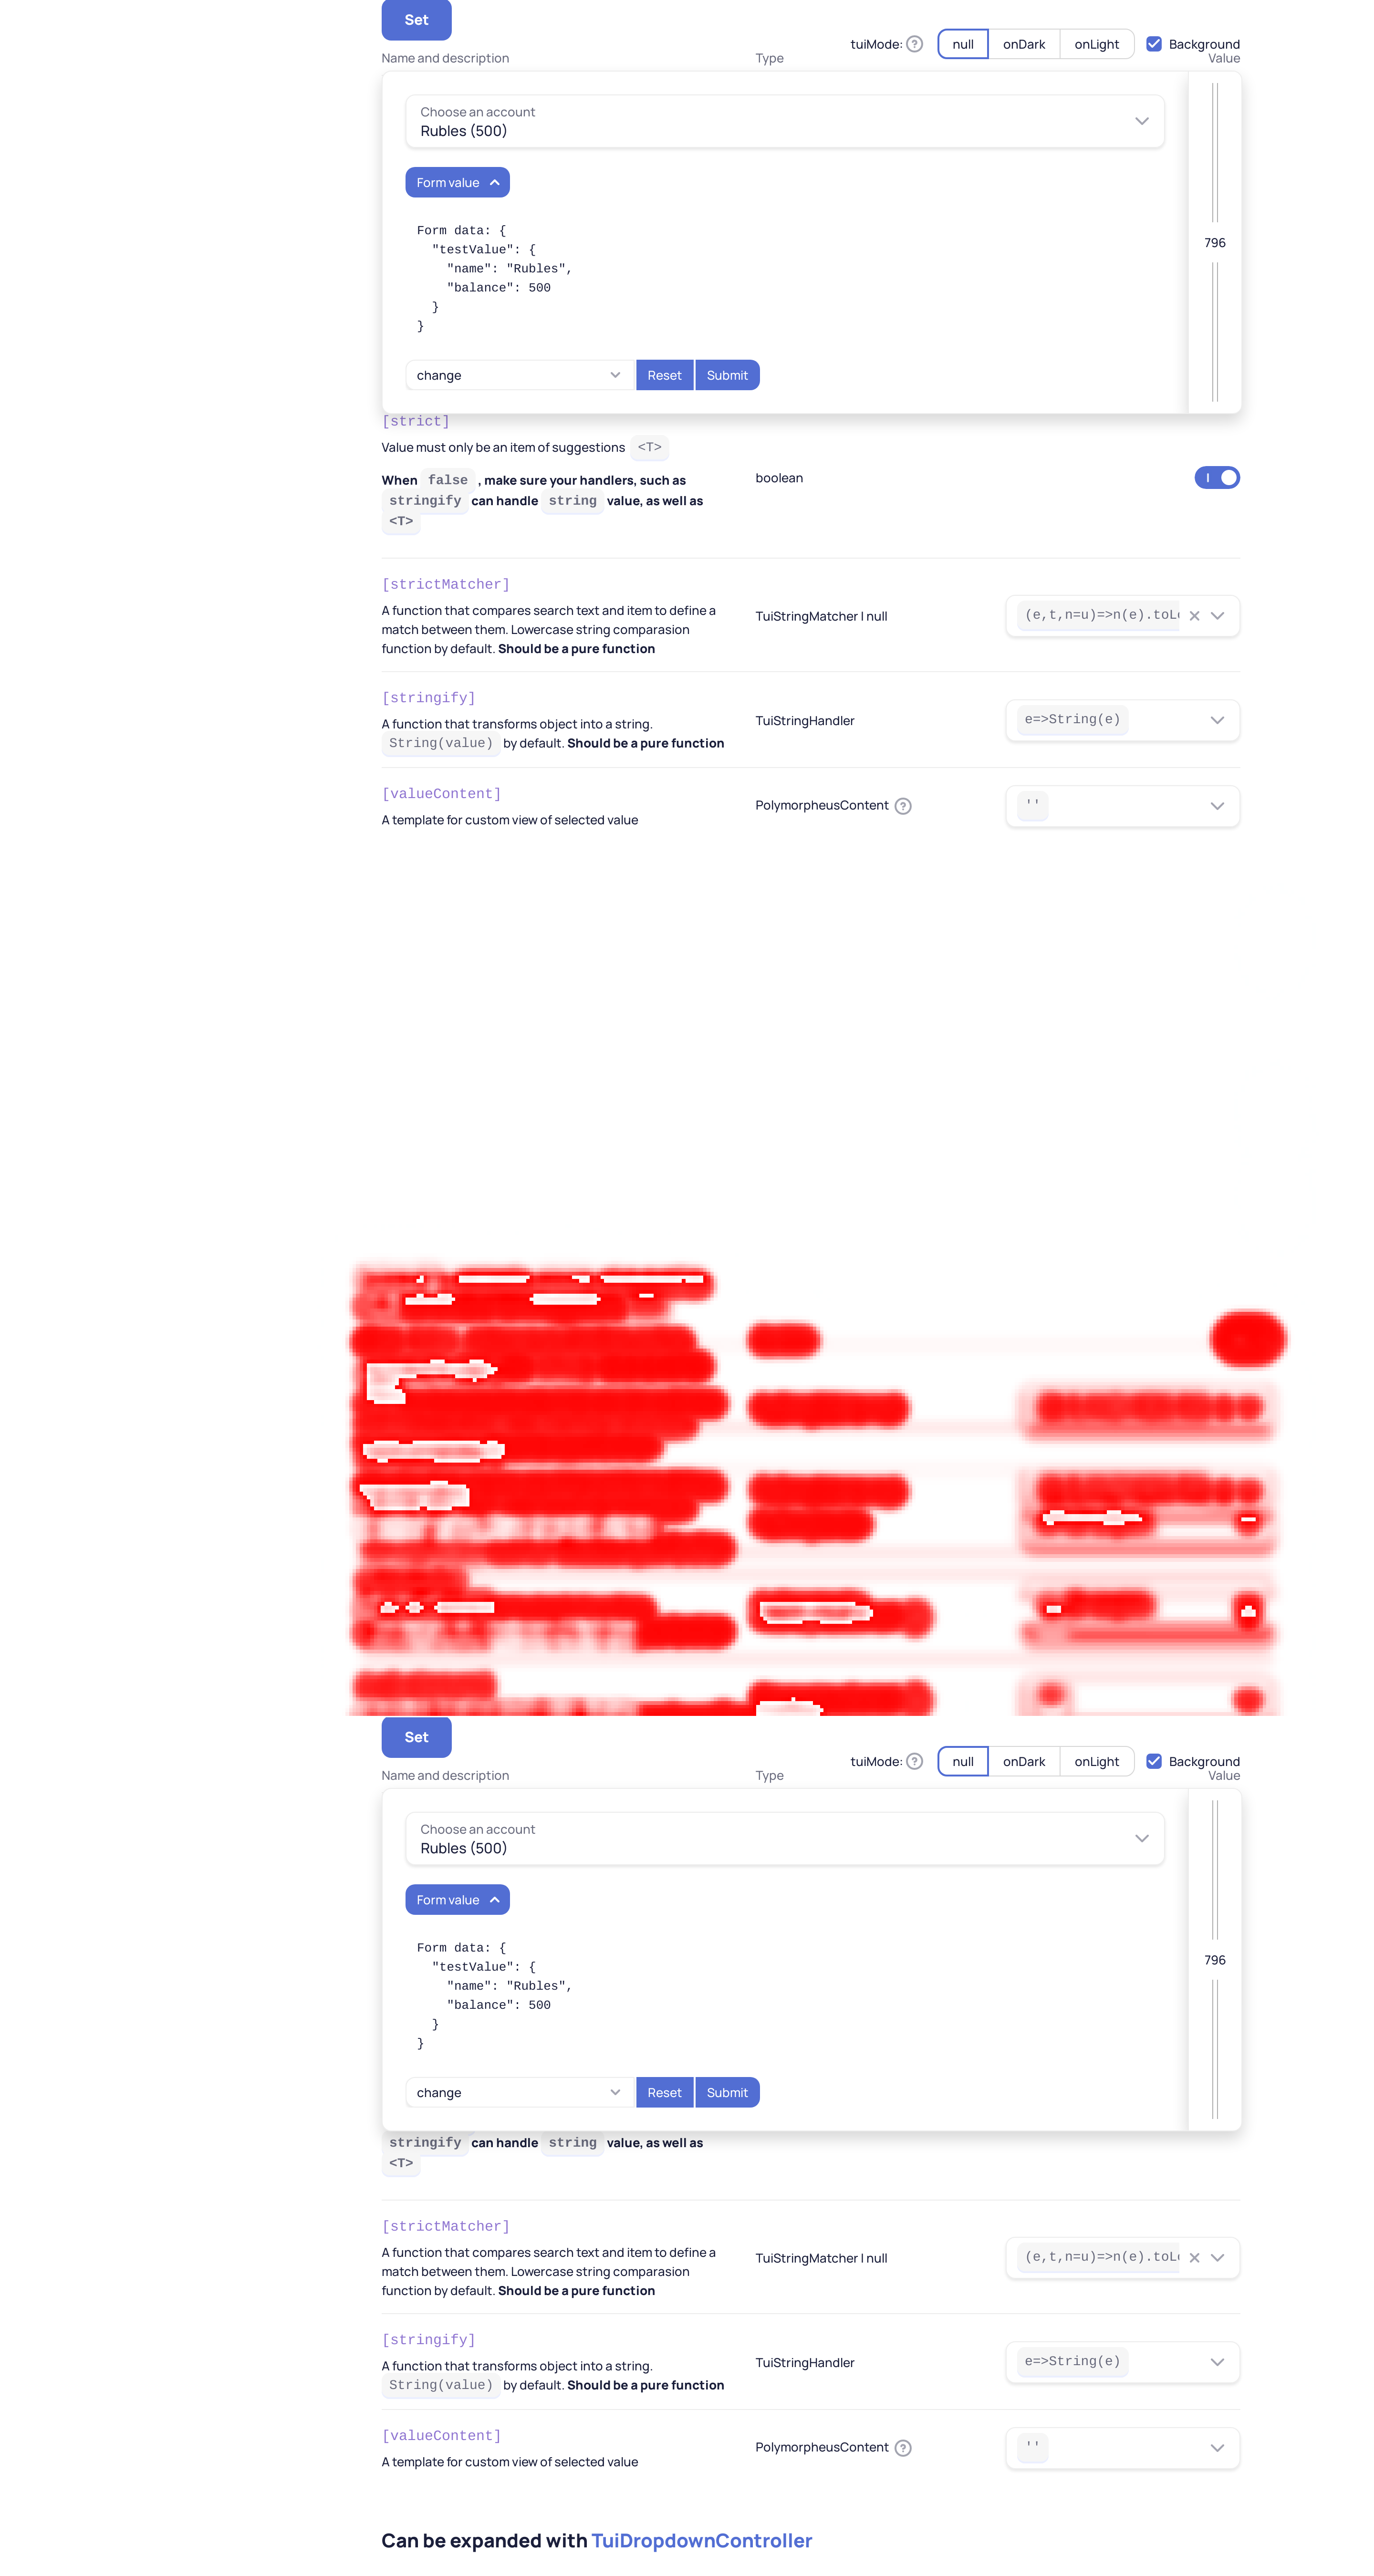 Set
tuiMode: ? null onDark onLight Background
Name and description Type Value
Choose an account
Rubles (500)
Form value
796
Form data: {
"testValue": {
"name": "Rubles",
"balance": 500
}
}
change Reset Submit
[strict]
Value must only be an item of suggestions <T>
When false , make sure your handlers, such as
stringify can handle string value, as well as
<T>
boolean
[strictMatcher]
A function that compares search text and item to define a
match between them. Lowercase string comparasion
function by default. Should be a pure function
TuiStringMatcher | null
(e,t,n=u)=>n(e).toL
[stringify]
A function that transforms object into a string.
String(value) by default. Should be a pure function
TuiStringHandler
e=>String(e)
[valueContent]
A template for custom view of selected value
PolymorpheusContent ?
''
Set
tuiMode: ? null onDark onLight Background
Name and description Type Value
Choose an account
Rubles (500)
Form value
796
Form data: {
"testValue": {
"name": "Rubles",
"balance": 500
}
}
change Reset Submit
stringify can handle string value, as well as
<T>
[strictMatcher]
A function that compares search text and item to define a
match between them. Lowercase string comparasion
function by default. Should be a pure function
TuiStringMatcher | null
(e,t,n=u)=>n(e).toL
[stringify]
A function that transforms object into a string.
String(value) by default. Should be a pure function
TuiStringHandler
e=>String(e)
[valueContent]
A template for custom view of selected value
PolymorpheusContent ?
''
Can be expanded with TuiDropdownController